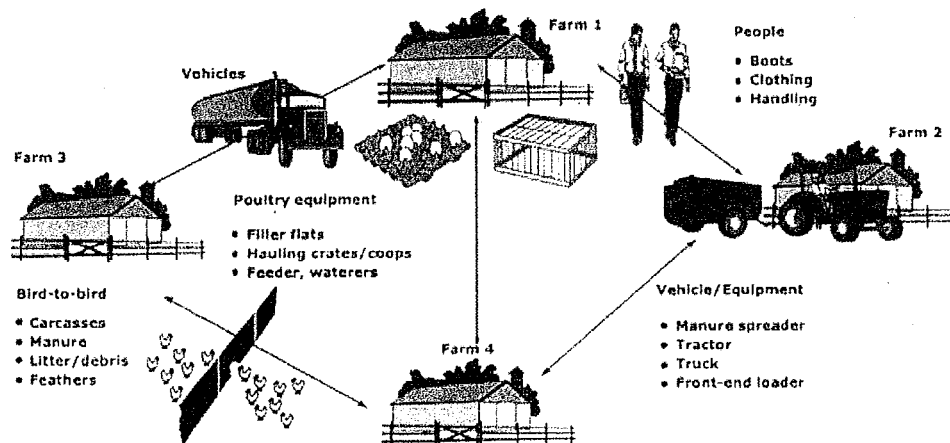 Farm 1
People
• Boots
• Clothing
• Handling
Vehicles
Farm 2
Farm 3
Poultry equipment
• Filler flats
• Hauling crates/coops
• Feeder, waterers
Bird-to-bird
• Carcasses
• Manure
• Litter/debris
• Feathers
Vehicle/Equipment
• Manure spreader
• Tractor
• Truck
• Front-end loader
Farm 4